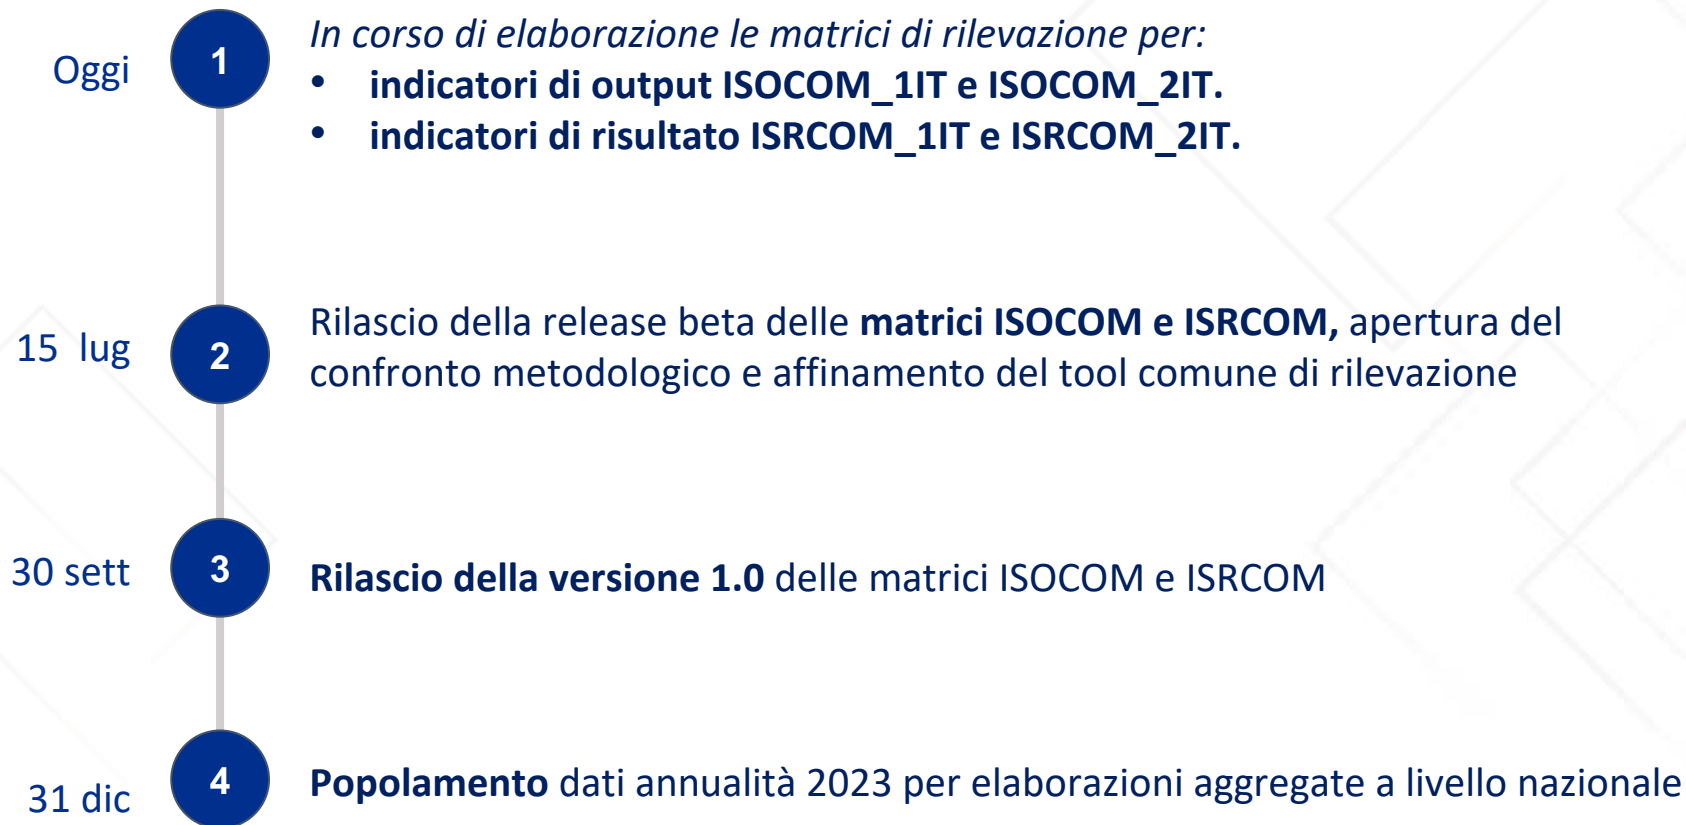 Oggi
1
In corso di elaborazione le matrici di rilevazione per:
• indicatori di output ISOCOM_1IT e ISOCOM_2IT.
• indicatori di risultato ISRCOM_1IT e ISRCOM_2IT.
15 lug
2
Rilascio della release beta delle matrici ISOCOM e ISRCOM, apertura del
confronto metodologico e affinamento del tool comune di rilevazione
30 sett
3
Rilascio della versione 1.0 delle matrici ISOCOM e ISRCOM
31 dic
4
Popolamento dati annualità 2023 per elaborazioni aggregate a livello nazionale